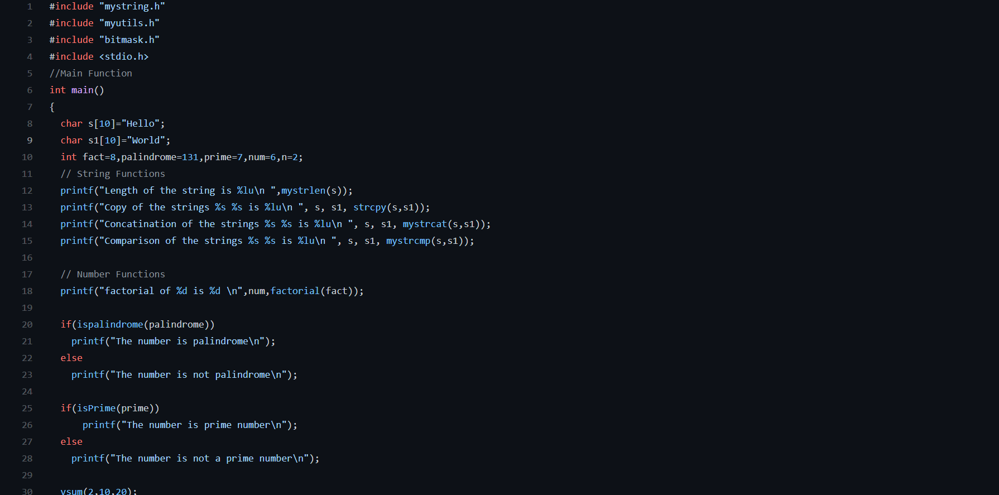 1 #include "mystring.h"
2 #include "myutils.h"
3 #include "bitmask.h"
4 #include <stdio.h>
5 //Main Function
6 int main()
7 {
8 char s[10]="Hello";
9 char s1[10]="World";
10 int fact=8,palindrome=131,prime=7,num=6,n=2;
11 // String Functions
12 printf("Length of the string is %lu\n ",mystrlen(s));
13 printf("Copy of the strings %s %s is %lu\n ", s, s1, strcpy(s,s1));
14 printf("Concatination of the strings %s %s is %lu\n ", s, s1, mystrcat(s,s1));
15 printf("Comparison of the strings %s %s is %lu\n ", s, s1, mystrcmp(s,s1));
16
17 // Number Functions
18 printf("factorial of %d is %d \n",num,factorial(fact));
19
20 if(ispalindrome(palindrome))
21 printf("The number is palindrome\n");
22 else
23 printf("The number is not palindrome\n");
24
25 if(isPrime(prime))
26 printf("The number is prime number\n");
27 else
28 printf("The number is not a prime number\n");
29
30 vsum(2,10,20);